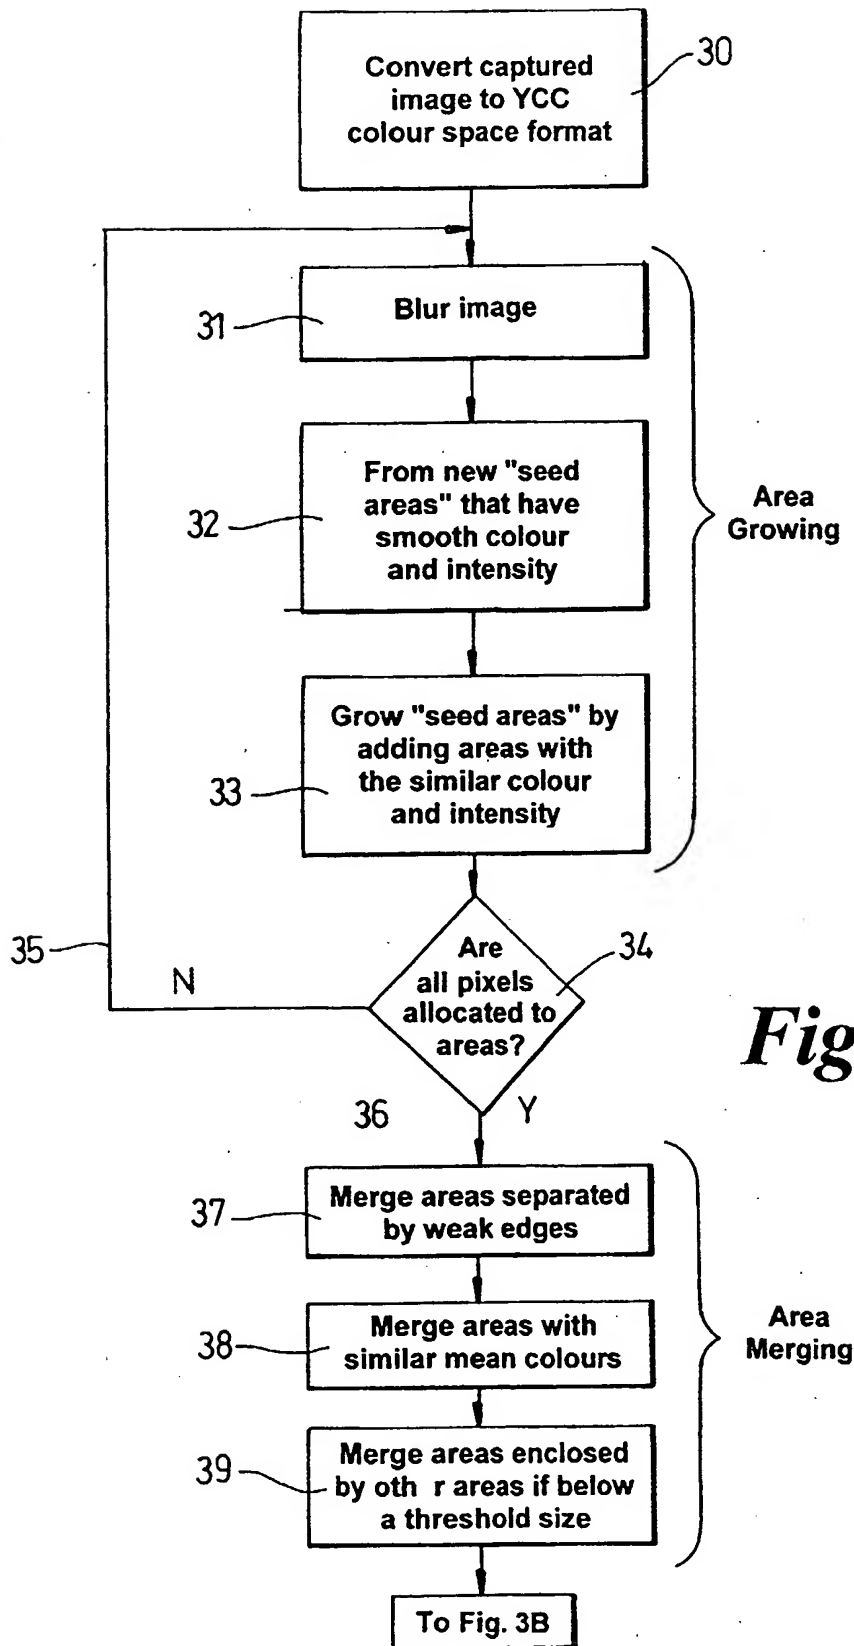 Convert captured
image to YCC
colour space format
30
Blur image
31
From new "seed
areas" that have
smooth colour
and intensity
32
Area
Growing
Grow "seed areas" by
adding areas with
the similar colour
and intensity
33
Are
all pixels
allocated to
areas?
34
35
N
Fig
36
Y
Merge areas separated
by weak edges
37
Merge areas with
similar mean colours
38
Area
Merging
Merge areas enclosed
by oth r areas if below
a threshold size
39
To Fig. 3B